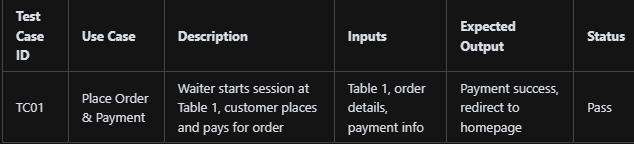 Test
Case
ID
Use Case
Description
Inputs
Expected
Output
Status
TC01
Place Order
& Payment
Waiter starts session at
Table 1, customer places
and pays for order
Table 1, order
details,
payment info
Payment success,
redirect to
homepage
Pass